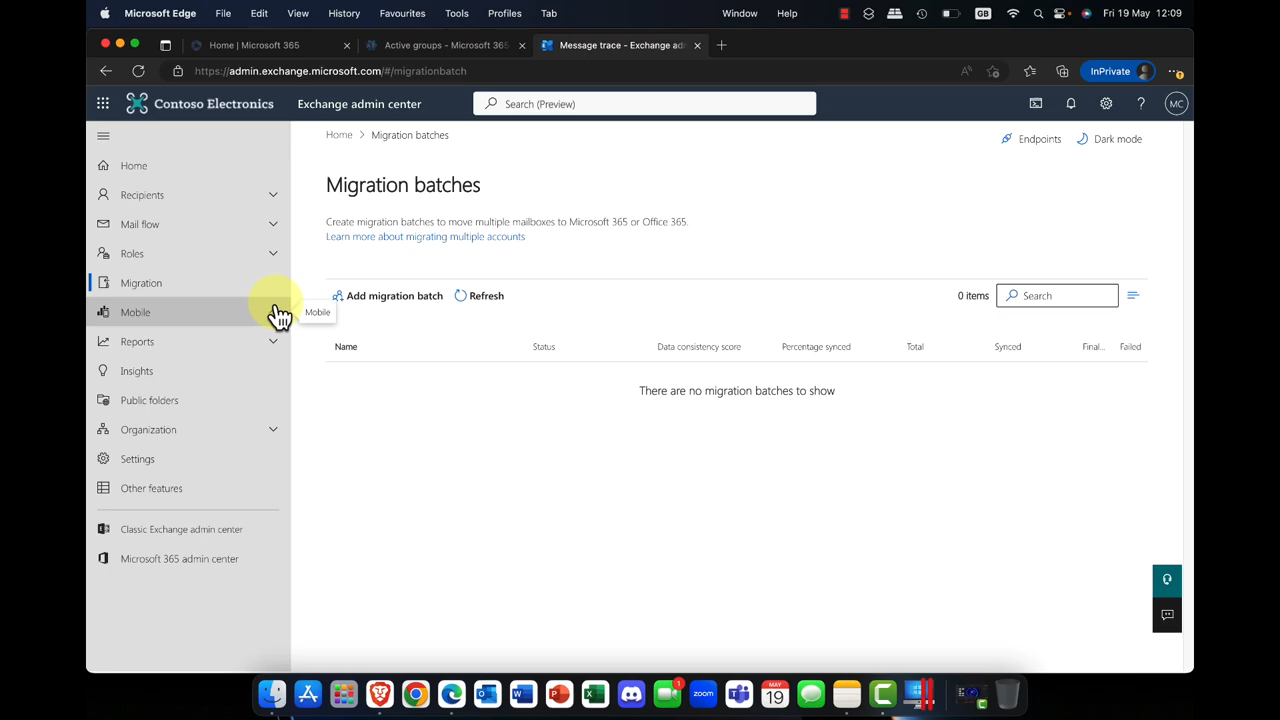 Microsoft Edge File Edit View History Favourites Tools Profiles Tab Window Help GB Fri 19 May 12:09
Home | Microsoft 365 Active groups - Microsoft 365 Message trace - Exchange adm
https://admin.exchange.microsoft.com/#/migrationbatch InPrivate
Contoso Electronics Exchange admin center Search (Preview) MC
Home > Migration batches Endpoints Dark mode
Home
Recipients
Mail flow
Roles
Migration
Mobile
Reports
Insights
Public folders
Organization
Settings
Other features
Classic Exchange admin center
Microsoft 365 admin center
Migration batches
Create migration batches to move multiple mailboxes to Microsoft 365 or Office 365.
Learn more about migrating multiple accounts
Add migration batch Refresh 0 items Search
Mobile
Name Status Data consistency score Percentage synced Total Synced Final... Failed
There are no migration batches to show
1 zoom MAY 19